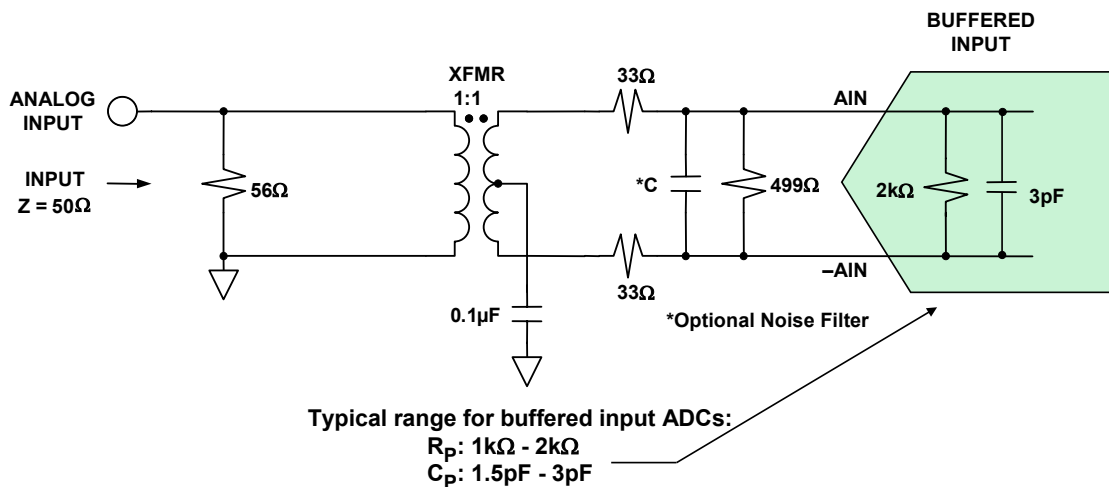 BUFFERED
INPUT
XFMR
1:1
33Ω
ANALOG
INPUT
AIN
INPUT
Z = 50Ω
56Ω
*C
499Ω
2kΩ
3pF
–AIN
33Ω
0.1µF
*Optional Noise Filter
Typical range for buffered input ADCs:
RP: 1kΩ - 2kΩ
CP: 1.5pF - 3pF